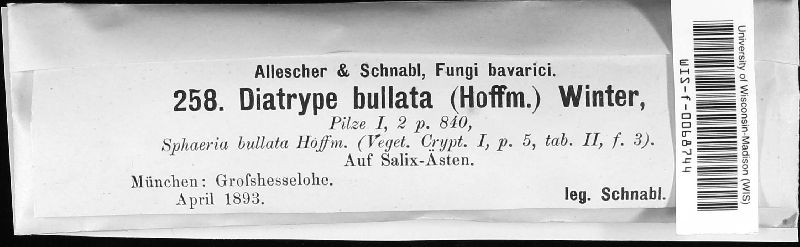 Allescher & Schnabl, Fungi bavarici.
258. Diatrype bullata (Hoffm.) Winter,
Pilze I, 2 p. 840,
Sphaeria bullata Hoffm. (Veget. Crypt. I, p. 5, tab. II, f. 3).
Auf Salix-Ästen.
München: Grofshesselohe.
April 1893.
leg. Schnabl.
WIS-f-0068744
University of Wisconsin-Madison (WIS)